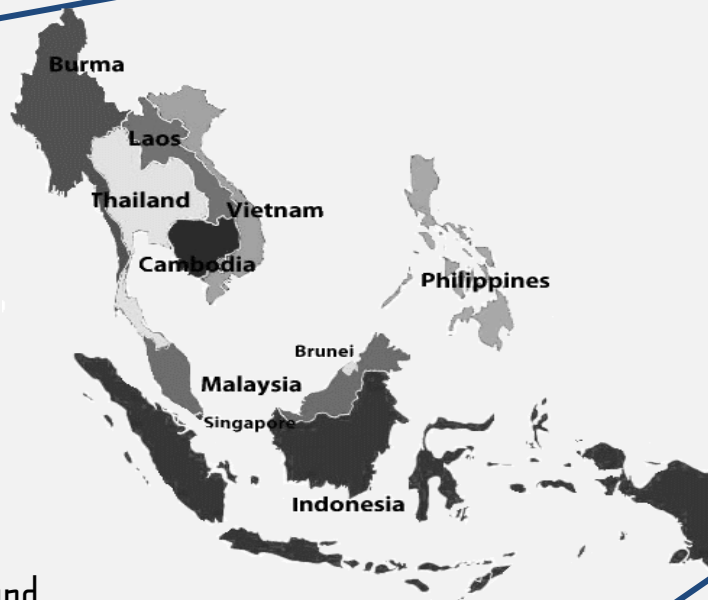 Burma
Laos
Thailand
Vietnam
Cambodia
Philippines
Brunei
Malaysia
Singapore
Indonesia